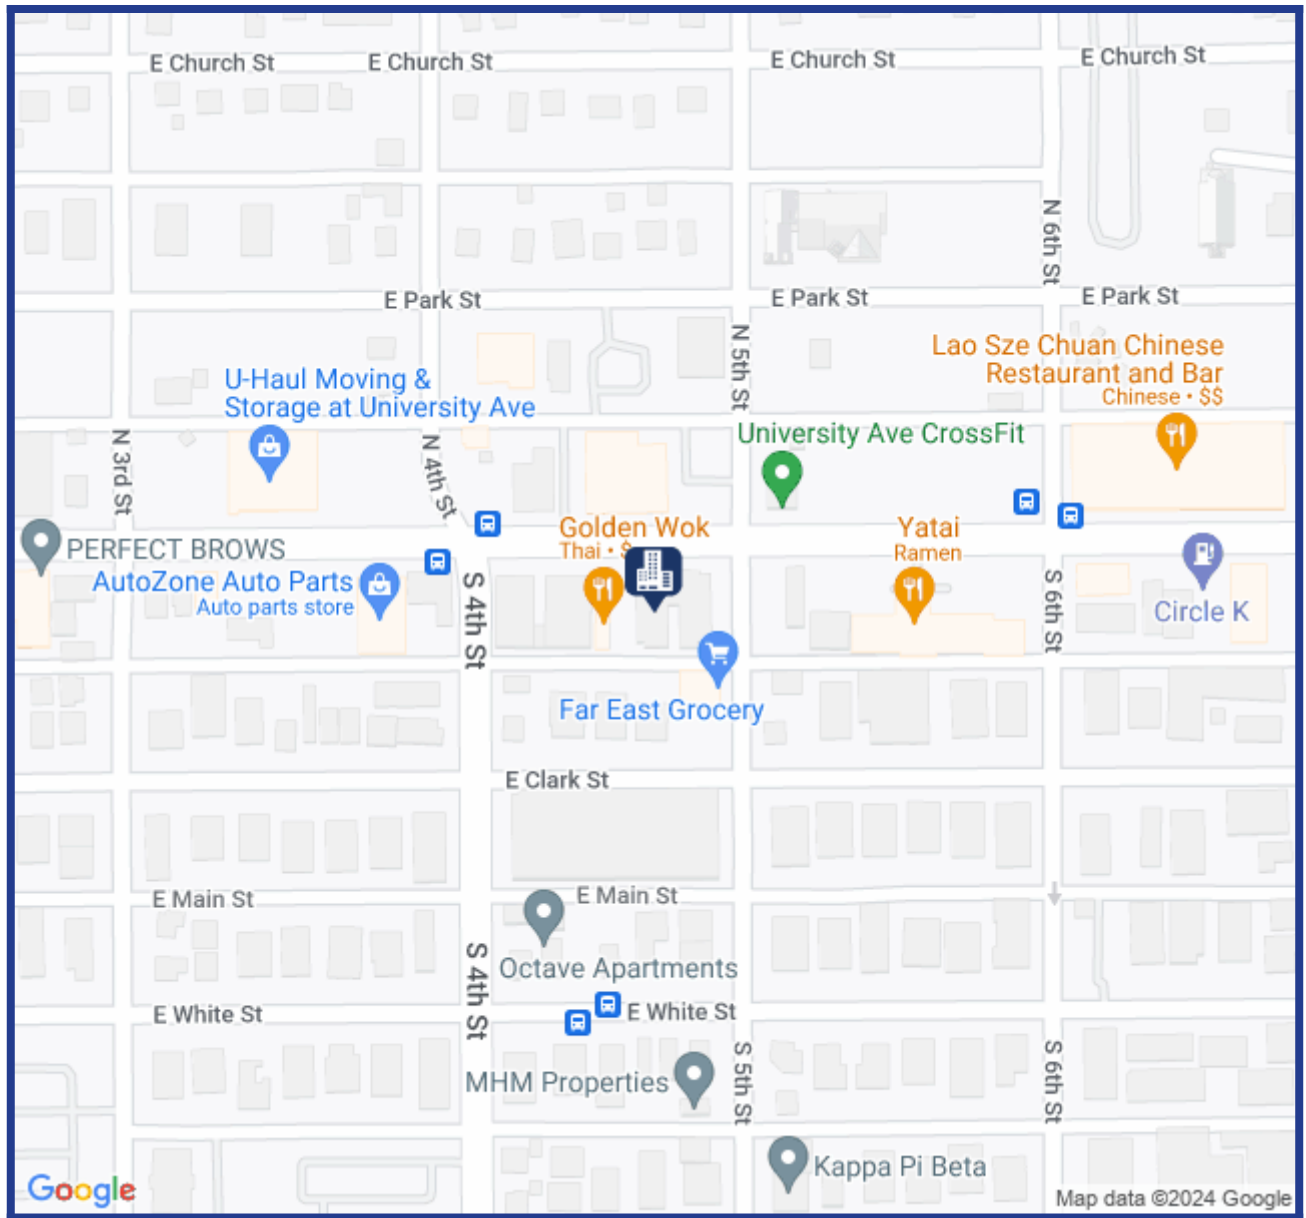 E Church St
E Church St
E Church St
E Church St
N 6th St
E Park St
E Park St
E Park St
N 5th St
Lao Sze Chuan Chinese
Restaurant and Bar
Chinese • $$
U-Haul Moving &
Storage at University Ave
University Ave CrossFit
N 3rd St
N 4th St
Golden Wok
Thai • $
Yatai
Ramen
PERFECT BROWS
AutoZone Auto Parts
Auto parts store
S 4th St
S 6th St
Circle K
Far East Grocery
E Clark St
E Main St
E Main St
Octave Apartments
S 4th St
E White St
E White St
MHM Properties
S 5th St
S 6th St
Kappa Pi Beta
Google
Map data ©2024 Google